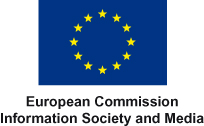 European Commission
Information Society and Media